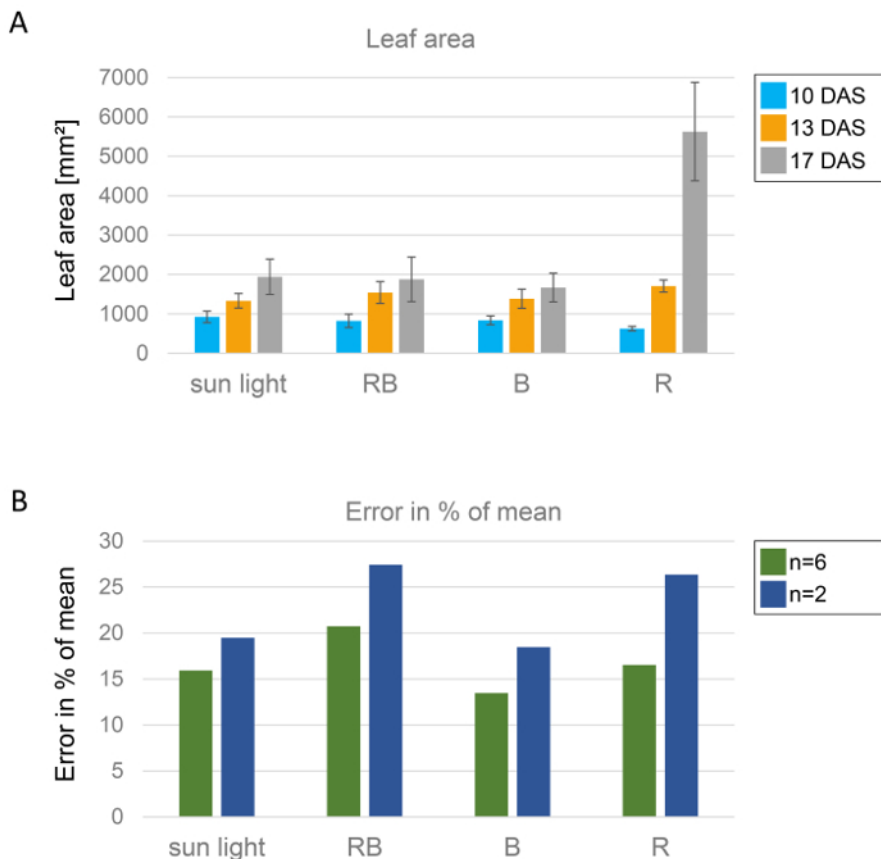 A
Leaf area
Leaf area [mm²]
7000
6000
5000
4000
3000
2000
1000
0
sun light RB B R
10 DAS
13 DAS
17 DAS
B
Error in % of mean
Error in % of mean
30
25
20
15
10
5
0
sun light RB B R
n=6
n=2